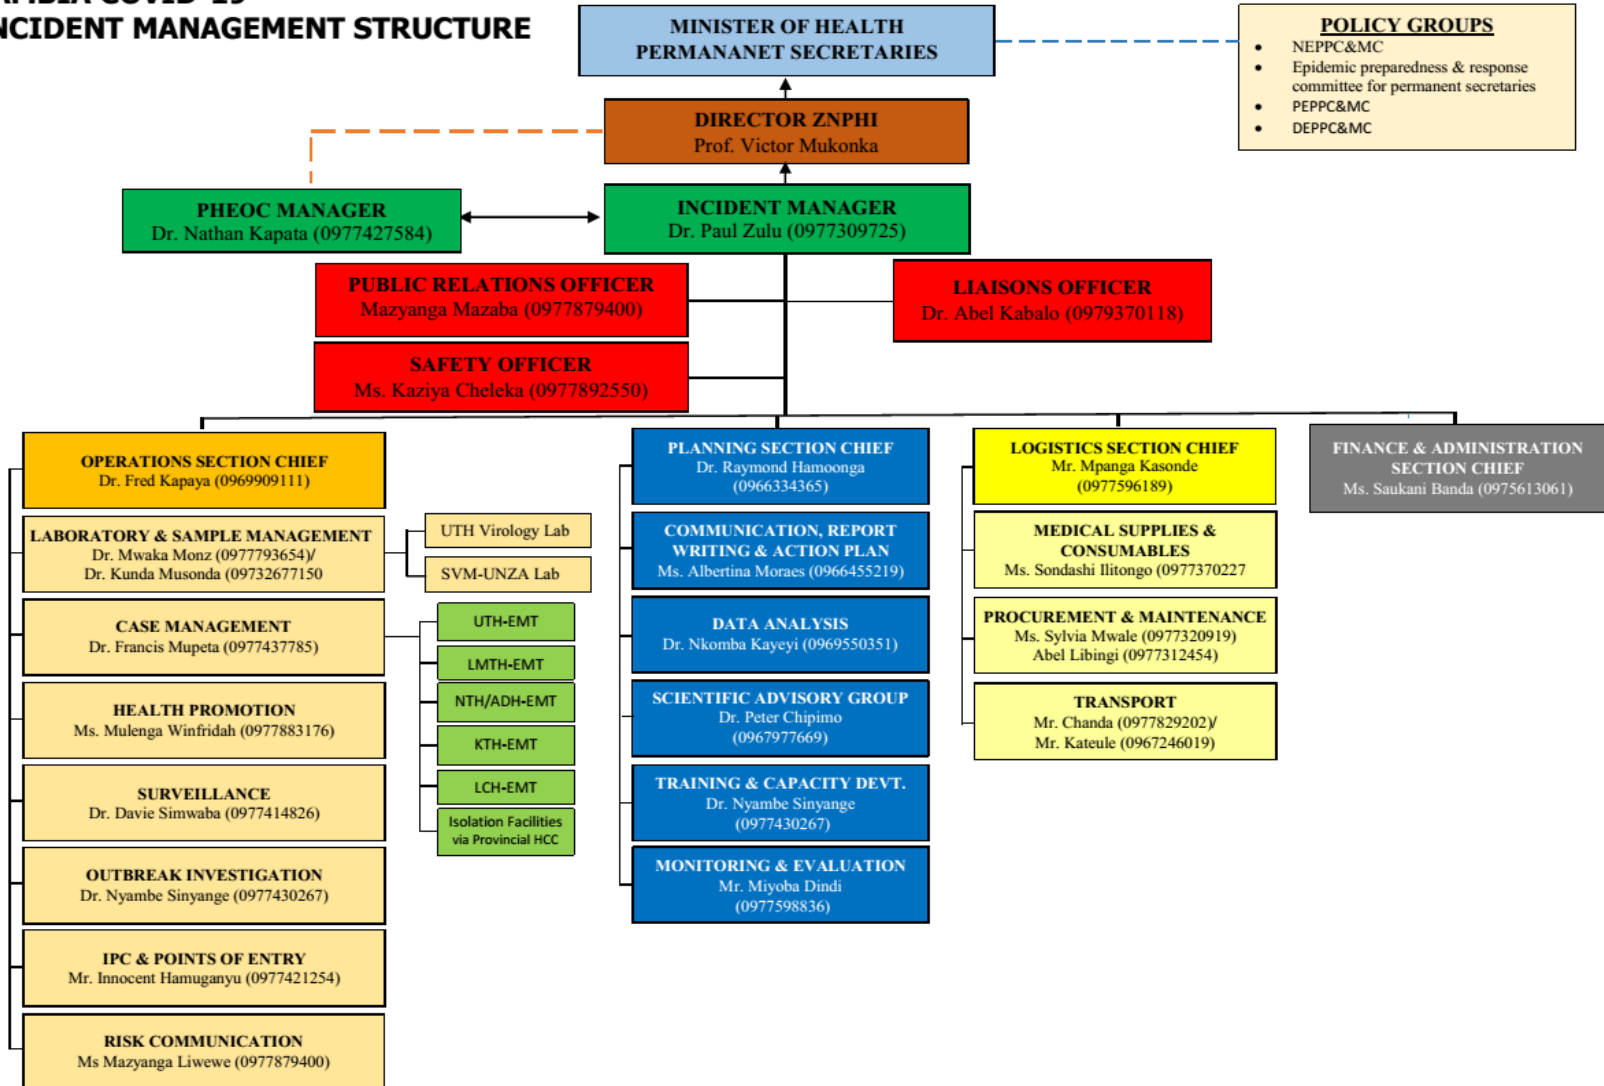 AMBIA COVID-19
NCIDENT MANAGEMENT STRUCTURE
MINISTER OF HEALTH
PERMANANET SECRETARIES
POLICY GROUPS
• NEPPC&MC
• Epidemic preparedness & response
committee for permanent secretaries
• PEPPC&MC
• DEPPC&MC
DIRECTOR ZNPHI
Prof. Victor Mukonka
PHEOC MANAGER
Dr. Nathan Kapata (0977427584)
INCIDENT MANAGER
Dr. Paul Zulu (0977309725)
PUBLIC RELATIONS OFFICER
Mazyanga Mazaba (0977879400)
LIAISONS OFFICER
Dr. Abel Kabalo (0979370118)
SAFETY OFFICER
Ms. Kaziya Cheleka (0977892550)
OPERATIONS SECTION CHIEF
Dr. Fred Kapaya (0969909111)
LABORATORY & SAMPLE MANAGEMENT
Dr. Mwaka Monz (0977793654)/
Dr. Kunda Musonda (09732677150
UTH Virology Lab
SVM-UNZA Lab
CASE MANAGEMENT
Dr. Francis Mupeta (0977437785)
UTH-EMT
LMTH-EMT
NTH/ADH-EMT
KTH-EMT
LCH-EMT
Isolation Facilities
via Provincial HCC
HEALTH PROMOTION
Ms. Mulenga Winfridah (0977883176)
SURVEILLANCE
Dr. Davie Simwaba (0977414826)
OUTBREAK INVESTIGATION
Dr. Nyambe Sinyange (0977430267)
IPC & POINTS OF ENTRY
Mr. Innocent Hamuganyu (0977421254)
RISK COMMUNICATION
Ms Mazyanga Liwewe (0977879400)
PLANNING SECTION CHIEF
Dr. Raymond Hamoonga
(0966334365)
COMMUNICATION, REPORT
WRITING & ACTION PLAN
Ms. Albertina Moraes (0966455219)
DATA ANALYSIS
Dr. Nkomba Kayeyi (0969550351)
SCIENTIFIC ADVISORY GROUP
Dr. Peter Chipimo
(0967977669)
TRAINING & CAPACITY DEVT.
Dr. Nyambe Sinyange
(0977430267)
MONITORING & EVALUATION
Mr. Miyoba Dindi
(0977598836)
LOGISTICS SECTION CHIEF
Mr. Mpanga Kasonde
(0977596189)
MEDICAL SUPPLIES &
CONSUMABLES
Ms. Sondashi Ilitongo (0977370227
PROCUREMENT & MAINTENANCE
Ms. Sylvia Mwale (0977320919)
Abel Libingi (0977312454)
TRANSPORT
Mr. Chanda (0977829202)/
Mr. Kateule (0967246019)
FINANCE & ADMINISTRATION
SECTION CHIEF
Ms. Saukani Banda (0975613061)